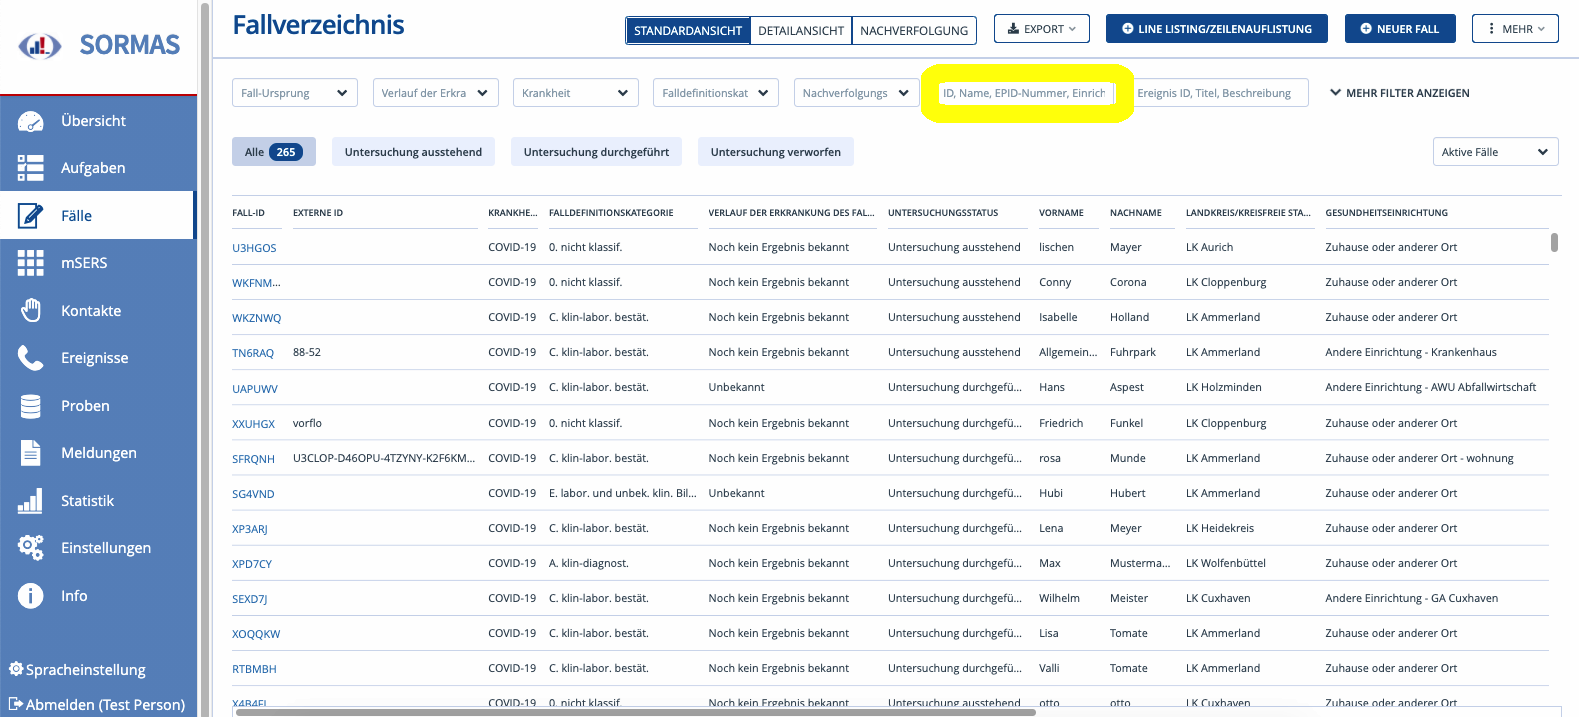 SORMAS
Übersicht
Aufgaben
Fälle
mSERS
Kontakte
Ereignisse
Proben
Meldungen
Statistik
Einstellungen
Info
Spracheinstellung
Abmelden (Test Person)
Fallverzeichnis
STANDARDANSICHT DETAILANSICHT NACHVERFOLGUNG EXPORT LINE LISTING/ZEILENAUFLISTUNG NEUER FALL MEHR
Fall-Ursprung Verlauf der Erkra Krankheit Falldefinitionskat Nachverfolgungs ID, Name, EPID-Nummer, Einrich Ereignis ID, Titel, Beschreibung MEHR FILTER ANZEIGEN
Alle 265 Untersuchung ausstehend Untersuchung durchgeführt Untersuchung verworfen Aktive Fälle
FALL-ID EXTERNE ID KRANKHE... FALLDEFINITIONSKATEGORIE VERLAUF DER ERKRANKUNG DES FAL... UNTERSUCHUNGSSTATUS VORNAME NACHNAME LANDKREIS/KREISFREIE STA... GESUNDHEITSEINRICHTUNG
U3HGOS COVID-19 0. nicht klassif. Noch kein Ergebnis bekannt Untersuchung ausstehend lischen Mayer LK Aurich Zuhause oder anderer Ort
WKFNM... COVID-19 0. nicht klassif. Noch kein Ergebnis bekannt Untersuchung ausstehend Conny Corona LK Cloppenburg Zuhause oder anderer Ort
WKZNWQ COVID-19 C. klin-labor. bestät. Noch kein Ergebnis bekannt Untersuchung ausstehend Isabelle Holland LK Ammerland Zuhause oder anderer Ort
TN6RAQ 88-52 COVID-19 C. klin-labor. bestät. Noch kein Ergebnis bekannt Untersuchung ausstehend Allgemein... Fuhrpark LK Ammerland Andere Einrichtung - Krankenhaus
UAPUWV COVID-19 C. klin-labor. bestät. Unbekannt Untersuchung durchgefü... Hans Aspest LK Holzminden Andere Einrichtung - AWU Abfallwirtschaft
XXUHGX vorflo COVID-19 0. nicht klassif. Noch kein Ergebnis bekannt Untersuchung durchgefü... Friedrich Funkel LK Cloppenburg Zuhause oder anderer Ort
SFRQNH U3CLOP-D46OPU-4TZYNY-K2F6KM... COVID-19 C. klin-labor. bestät. Noch kein Ergebnis bekannt Untersuchung durchgefü... rosa Munde LK Ammerland Zuhause oder anderer Ort - wohnung
SG4VND COVID-19 E. labor. und unbek. klin. Bil... Unbekannt Untersuchung durchgefü... Hubi Hubert LK Ammerland Zuhause oder anderer Ort
XP3ARJ COVID-19 C. klin-labor. bestät. Noch kein Ergebnis bekannt Untersuchung durchgefü... Lena Meyer LK Heidekreis Zuhause oder anderer Ort
XPD7CY COVID-19 A. klin-diagnost. Noch kein Ergebnis bekannt Untersuchung durchgefü... Max Musterma... LK Wolfenbüttel Zuhause oder anderer Ort
SEXD7J COVID-19 C. klin-labor. bestät. Noch kein Ergebnis bekannt Untersuchung durchgefü... Wilhelm Meister LK Cuxhaven Andere Einrichtung - GA Cuxhaven
XOQQKW COVID-19 C. klin-labor. bestät. Noch kein Ergebnis bekannt Untersuchung durchgefü... Lisa Tomate LK Ammerland Zuhause oder anderer Ort
RTBMBH COVID-19 C. klin-labor. bestät. Noch kein Ergebnis bekannt Untersuchung durchgefü... Valli Tomate LK Ammerland Zuhause oder anderer Ort
COVID-19 0. nicht klassif. Noch kein Ergebnis bekannt Untersuchung ausstehend otto otto LK Cuxhaven Zuhause oder anderer Ort